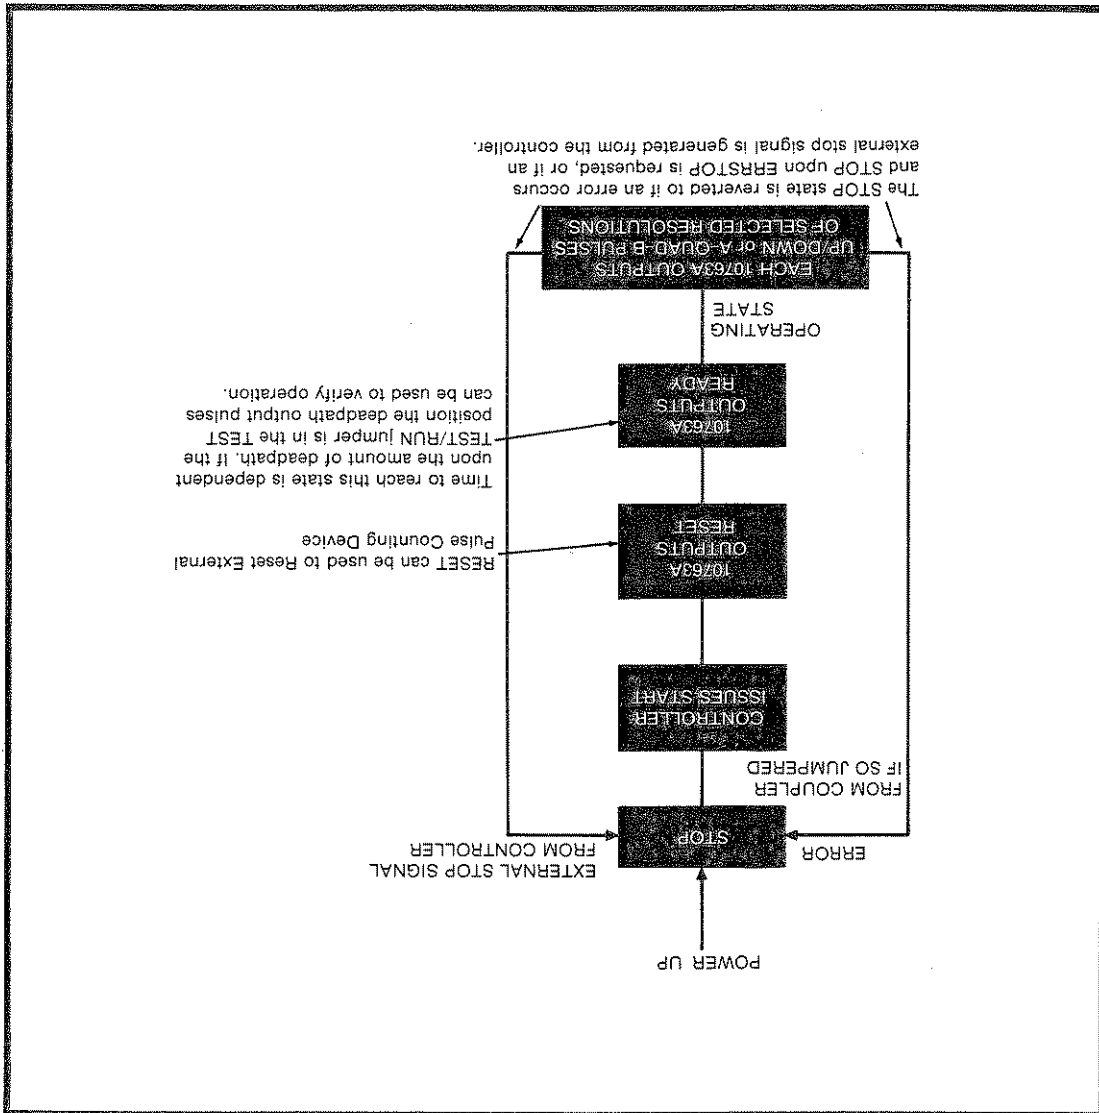 POWER UP
ERROR
FROM COUPLER
IF SO JUMPERED
STOP
EXTERNAL STOP SIGNAL
FROM CONTROLLER
CONTROLLER
ISSUES START
10763A
OUTPUTS
RESET
RESET can be used to Reset External
Pulse Counting Device
10763A
OUTPUTS
READY
Time to reach to this state is dependent
upon the amount of deadpath. If the
TEST/RUN jumper is in the TEST
position the deadpath output pulses
can be used to verify operation.
OPERATING
STATE
EACH 10763A OUTPUTS
UP/DOWN or A-QUAD-B PULSES
OF SELECTED RESOLUTIONS
The STOP state is reverted to if an error occurs
and STOP upon ERRSTOP is requested, or if an
external stop signal is generated from the controller.